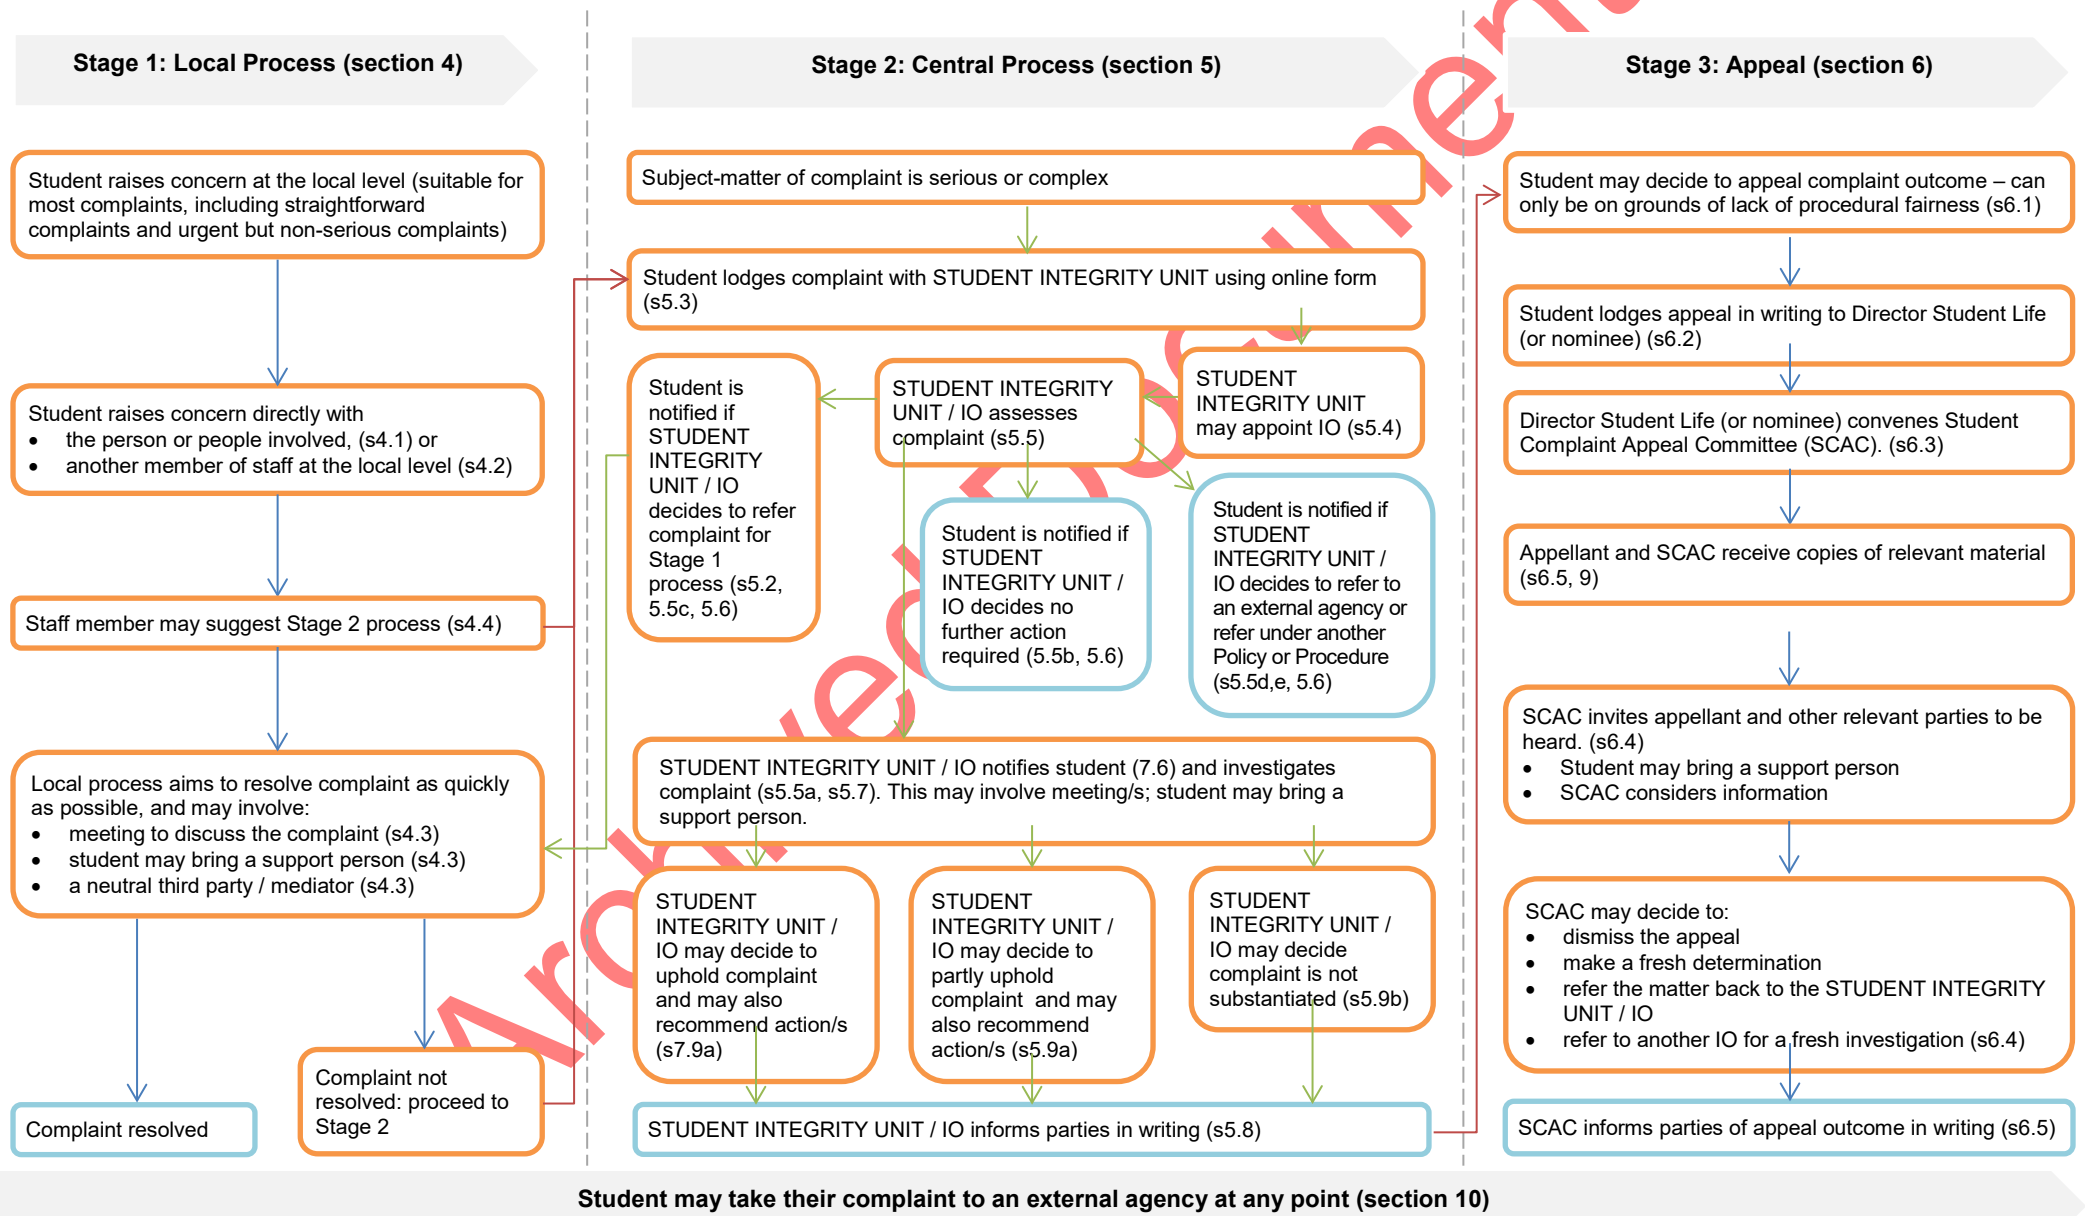 Stage 1: Local Process (section 4)
Student raises concern at the local level (suitable for
most complaints, including straightforward
complaints and urgent but non-serious complaints)
Student raises concern directly with
• the person or people involved, (s4.1) or
• another member of staff at the local level (s4.2)
Staff member may suggest Stage 2 process (s4.4)
Local process aims to resolve complaint as quickly
as possible, and may involve:
• meeting to discuss the complaint (s4.3)
• student may bring a support person (s4.3)
• a neutral third party / mediator (s4.3)
Complaint resolved
Complaint not
resolved: proceed to
Stage 2
Stage 2: Central Process (section 5)
Subject-matter of complaint is serious or complex
Student lodges complaint with STUDENT INTEGRITY UNIT using online form
(s5.3)
STUDENT
INTEGRITY UNIT
may appoint IO (s5.4)
STUDENT INTEGRITY
UNIT / IO assesses
complaint (s5.5)
Student is
notified if
STUDENT
INTEGRITY
UNIT / IO
decides to refer
complaint for
Stage 1
process (s5.2,
5.5c, 5.6)
Student is notified if
STUDENT
INTEGRITY UNIT /
IO decides no
further action
required (5.5b, 5.6)
Student is notified if
STUDENT
INTEGRITY UNIT /
IO decides to refer to
an external agency or
refer under another
Policy or Procedure
(s5.5d,e, 5.6)
STUDENT INTEGRITY UNIT / IO notifies student (7.6) and investigates
complaint (s5.5a, s5.7). This may involve meeting/s; student may bring a
support person.
STUDENT
INTEGRITY UNIT /
IO may decide to
uphold complaint
and may also
recommend action/s
(s7.9a)
STUDENT
INTEGRITY UNIT /
IO may decide to
partly uphold
complaint  and may
also recommend
action/s (s5.9a)
STUDENT
INTEGRITY UNIT /
IO may decide
complaint is not
substantiated (s5.9b)
STUDENT INTEGRITY UNIT / IO informs parties in writing (s5.8)
Stage 3: Appeal (section 6)
Student may decide to appeal complaint outcome – can
only be on grounds of lack of procedural fairness (s6.1)
Student lodges appeal in writing to Director Student Life
(or nominee) (s6.2)
Director Student Life (or nominee) convenes Student
Complaint Appeal Committee (SCAC). (s6.3)
Appellant and SCAC receive copies of relevant material
(s6.5, 9)
SCAC invites appellant and other relevant parties to be
heard. (s6.4)
• Student may bring a support person
• SCAC considers information
SCAC may decide to:
• dismiss the appeal
• make a fresh determination
• refer the matter back to the STUDENT INTEGRITY
UNIT / IO
• refer to another IO for a fresh investigation (s6.4)
SCAC informs parties of appeal outcome in writing (s6.5)
Student may take their complaint to an external agency at any point (section 10)
Archived Document